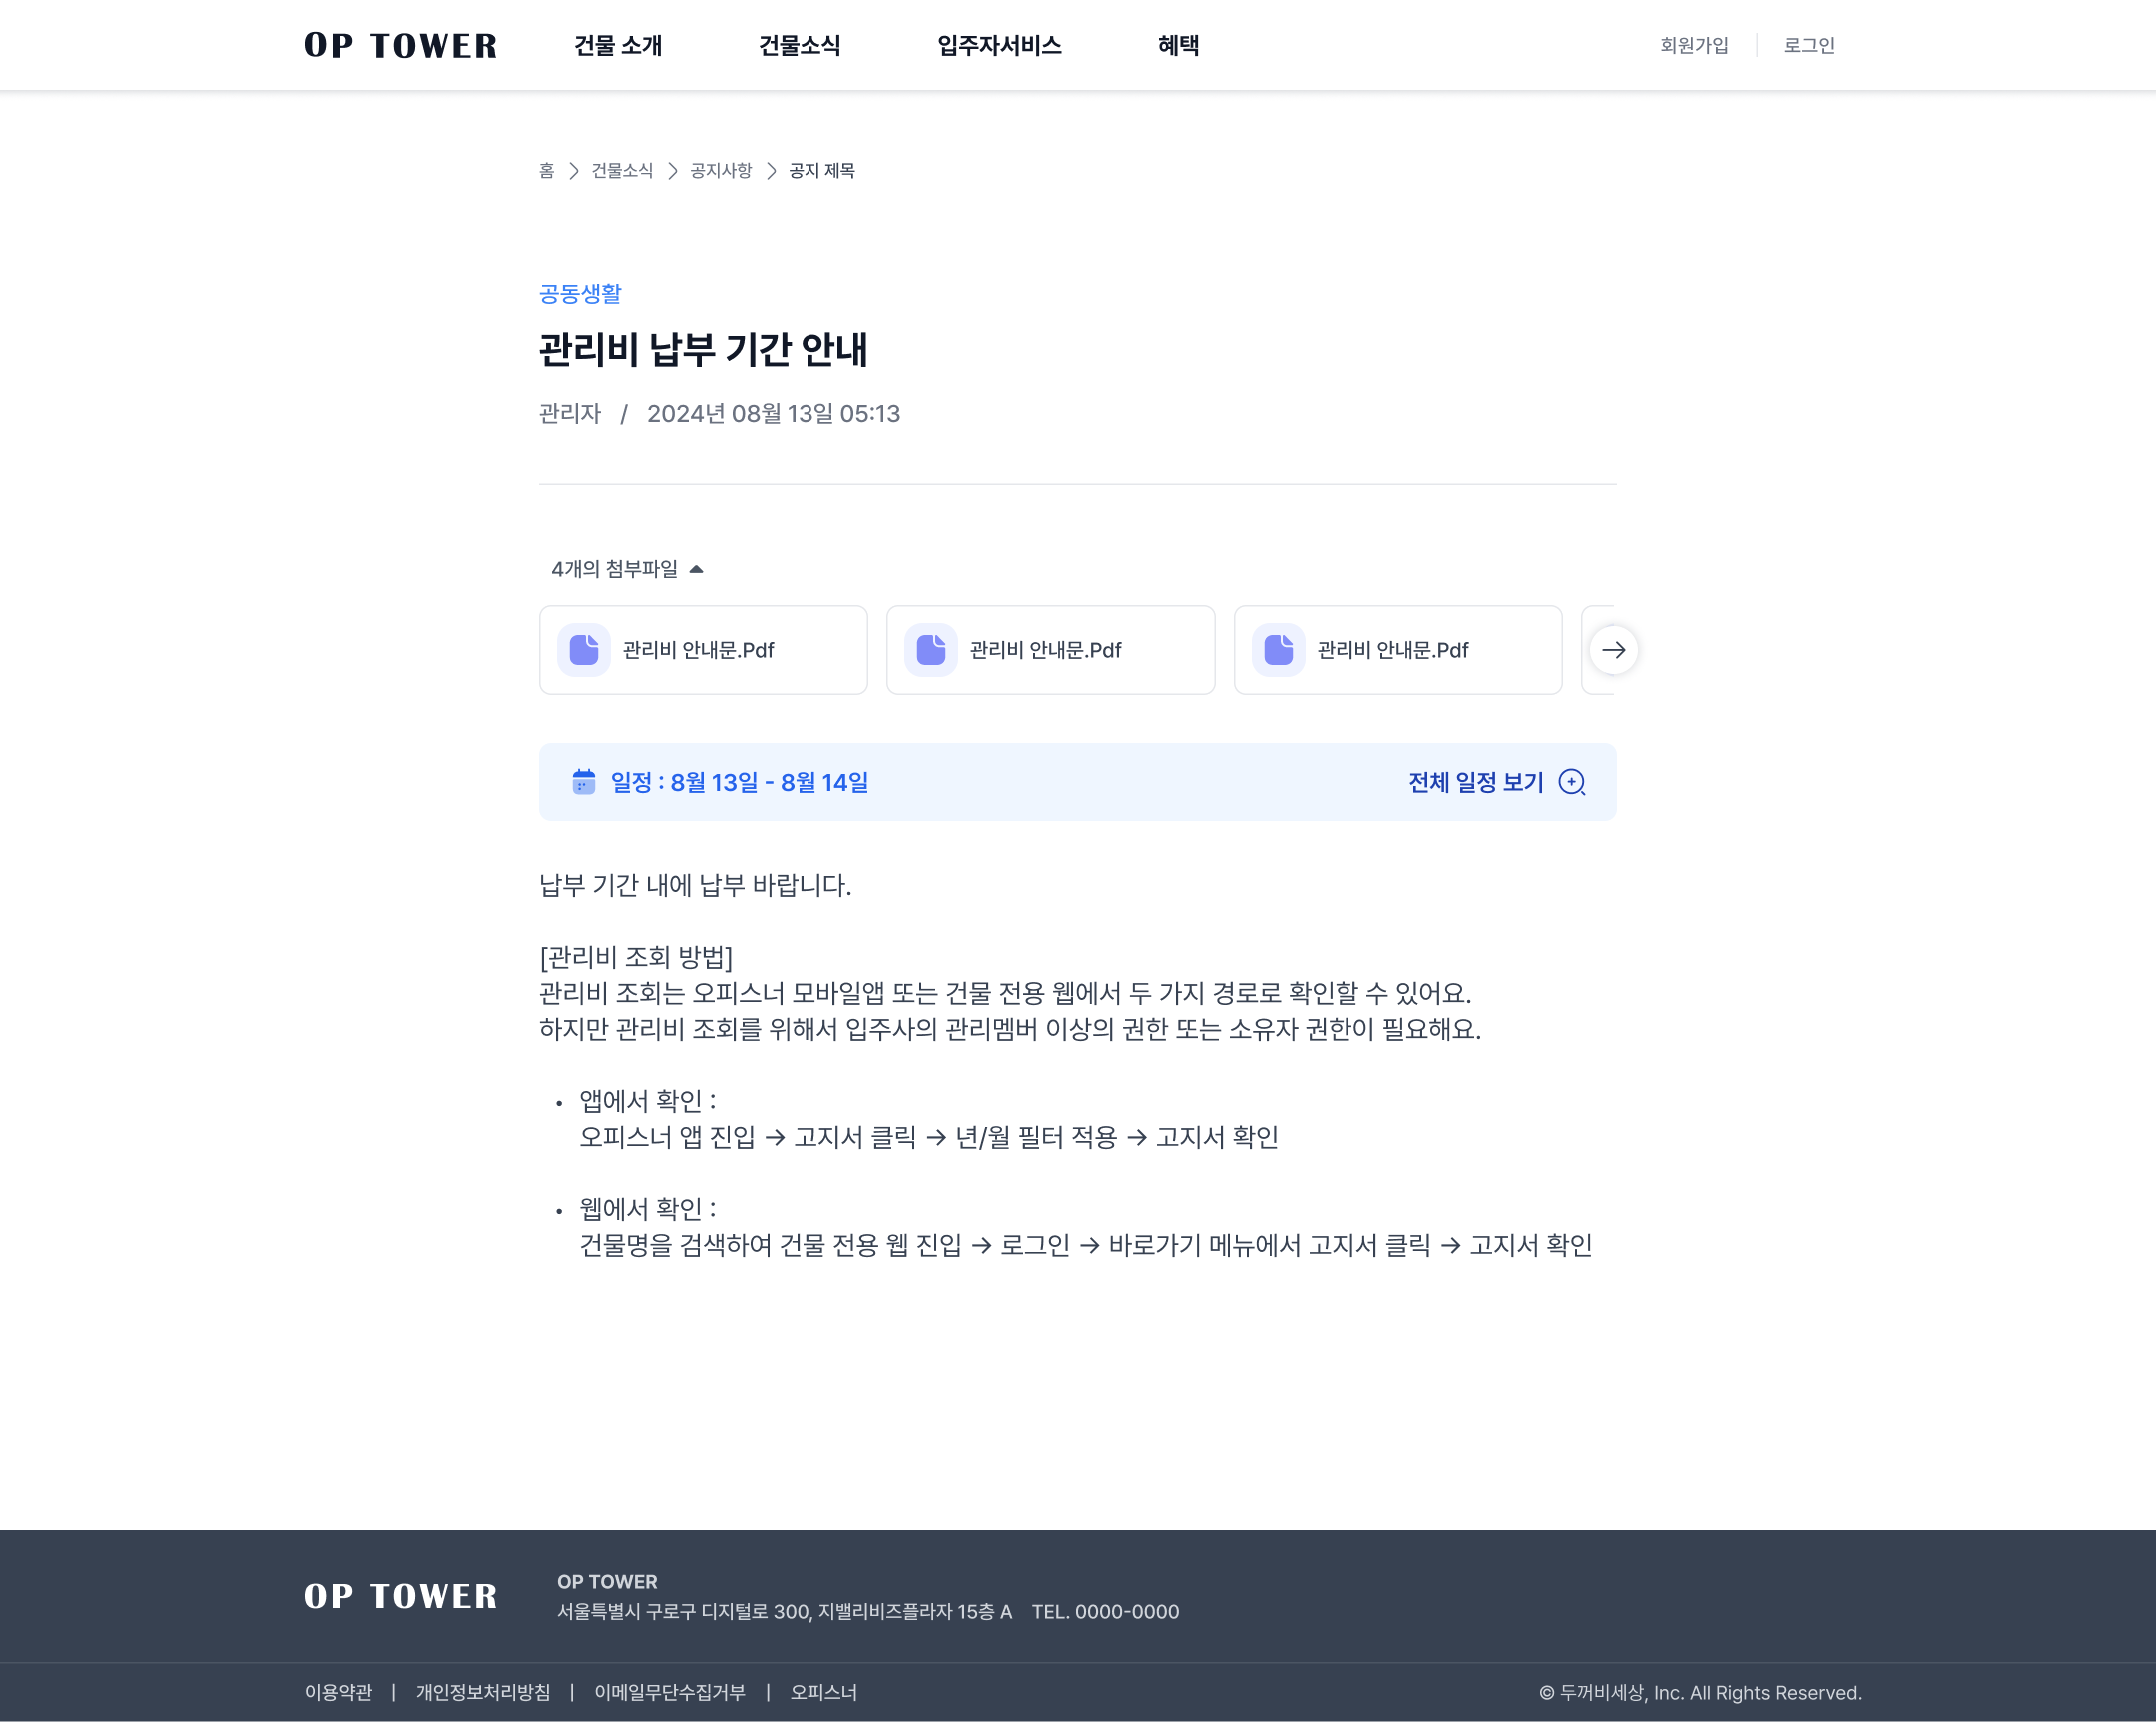 OP TOWER 건물 소개 건물소식 입주자서비스 혜택 회원가입 로그인
홈 > 건물소식 > 공지사항 > 공지 제목
공동생활
관리비 납부 기간 안내
관리자 / 2024년 08월 13일 05:13
4개의 첨부파일
관리비 안내문.Pdf 관리비 안내문.Pdf 관리비 안내문.Pdf
일정 : 8월 13일 - 8월 14일 전체 일정 보기
납부 기간 내에 납부 바랍니다.
[관리비 조회 방법]
관리비 조회는 오피스너 모바일앱 또는 건물 전용 웹에서 두 가지 경로로 확인할 수 있어요.
하지만 관리비 조회를 위해서 입주사의 관리멤버 이상의 권한 또는 소유자 권한이 필요해요.
• 앱에서 확인 :
오피스너 앱 진입 → 고지서 클릭 → 년/월 필터 적용 → 고지서 확인
• 웹에서 확인 :
건물명을 검색하여 건물 전용 웹 진입 → 로그인 → 바로가기 메뉴에서 고지서 클릭 → 고지서 확인
OP TOWER
OP TOWER
서울특별시 구로구 디지털로 300, 지밸리비즈플라자 15층 A TEL. 0000-0000
이용약관 | 개인정보처리방침 | 이메일무단수집거부 | 오피스너 © 두꺼비세상, Inc. All Rights Reserved.